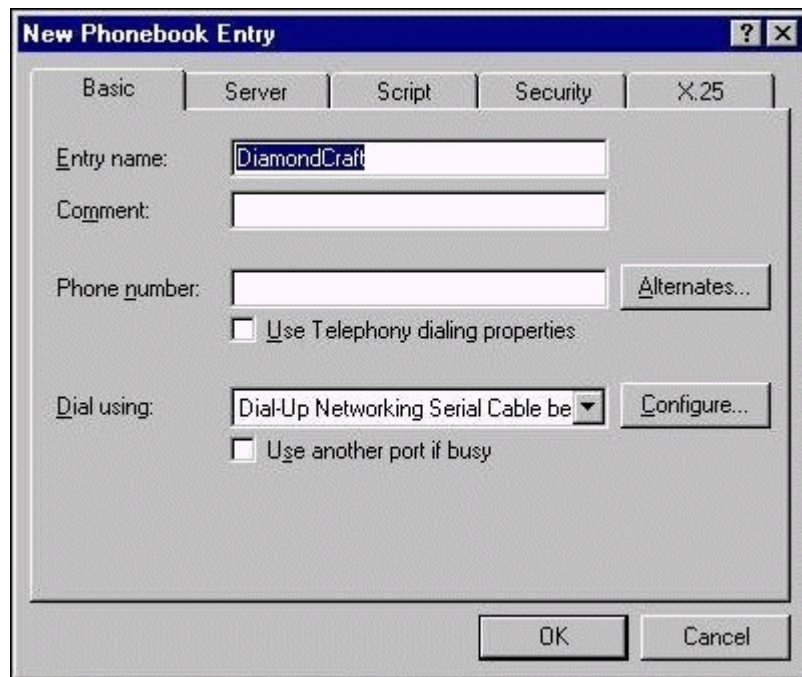 New Phonebook Entry
Basic Server Script Security X.25
Entry name: DiamondCraft
Comment:
Phone number: Alternates...
Use Telephony dialing properties
Dial using: Dial-Up Networking Serial Cable be Configure...
Use another port if busy
OK Cancel